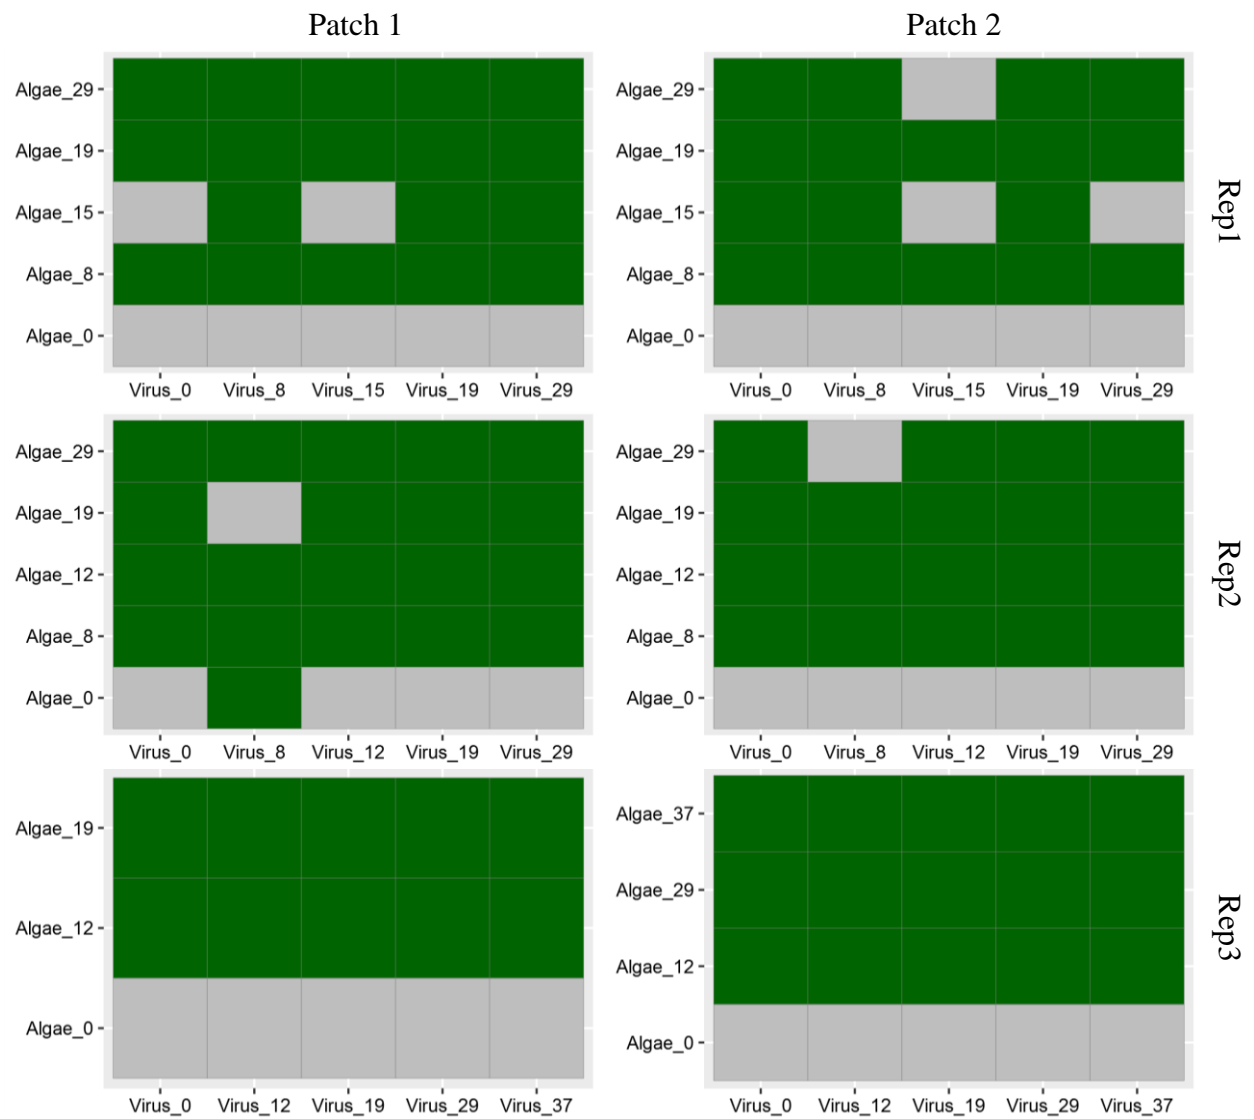 Patch 1
Patch 2
Algae_29
Algae_19
Algae_15
Algae_8
Algae_0
Virus_0 Virus_8 Virus_15 Virus_19 Virus_29
Algae_29
Algae_19
Algae_15
Algae_8
Algae_0
Virus_0 Virus_8 Virus_15 Virus_19 Virus_29
Rep1
Algae_29
Algae_19
Algae_12
Algae_8
Algae_0
Virus_0 Virus_8 Virus_12 Virus_19 Virus_29
Algae_29
Algae_19
Algae_12
Algae_8
Algae_0
Virus_0 Virus_8 Virus_12 Virus_19 Virus_29
Rep2
Algae_19
Algae_12
Algae_0
Virus_0 Virus_12 Virus_19 Virus_29 Virus_37
Algae_37
Algae_29
Algae_12
Algae_0
Virus_0 Virus_12 Virus_19 Virus_29 Virus_37
Rep3